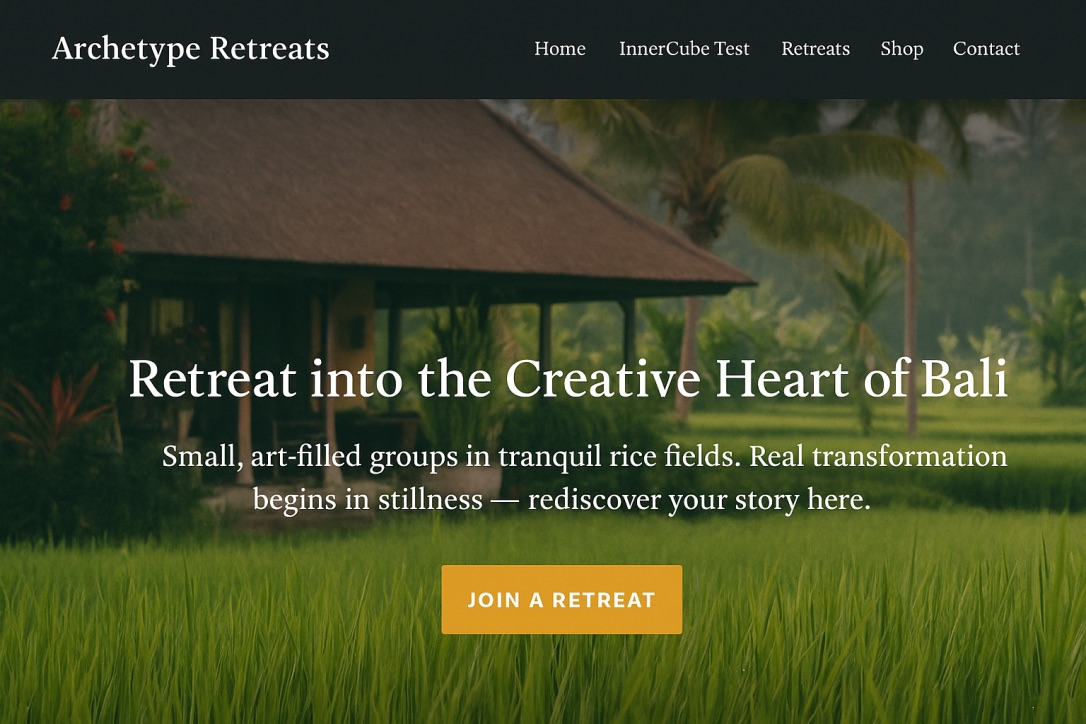 Archetype Retreats
Home InnerCube Test Retreats Shop Contact
Retreat into the Creative Heart of Bali
Small, art-filled groups in tranquil rice fields. Real transformation
begins in stillness — rediscover your story here.
JOIN A RETREAT